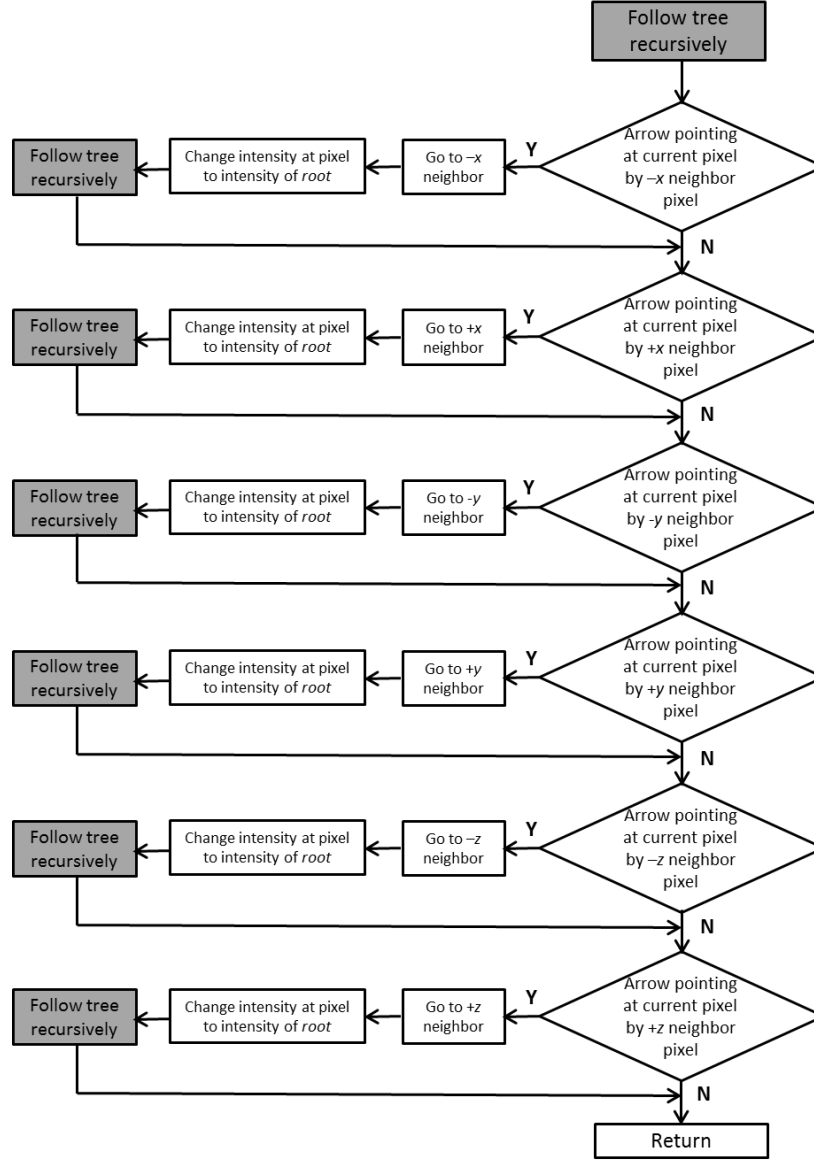 Follow tree
recursively
Arrow pointing
at current pixel
by –x neighbor
pixel
Y
Go to –x
neighbor
Change intensity at pixel
to intensity of root
Follow tree
recursively
N
Arrow pointing
at current pixel
by +x neighbor
pixel
Y
Go to +x
neighbor
Change intensity at pixel
to intensity of root
Follow tree
recursively
N
Arrow pointing
at current pixel
by -y neighbor
pixel
Y
Go to -y
neighbor
Change intensity at pixel
to intensity of root
Follow tree
recursively
N
Arrow pointing
at current pixel
by +y neighbor
pixel
Y
Go to +y
neighbor
Change intensity at pixel
to intensity of root
Follow tree
recursively
N
Arrow pointing
at current pixel
by –z neighbor
pixel
Y
Go to –z
neighbor
Change intensity at pixel
to intensity of root
Follow tree
recursively
N
Arrow pointing
at current pixel
by +z neighbor
pixel
Y
Go to +z
neighbor
Change intensity at pixel
to intensity of root
Follow tree
recursively
N
Return